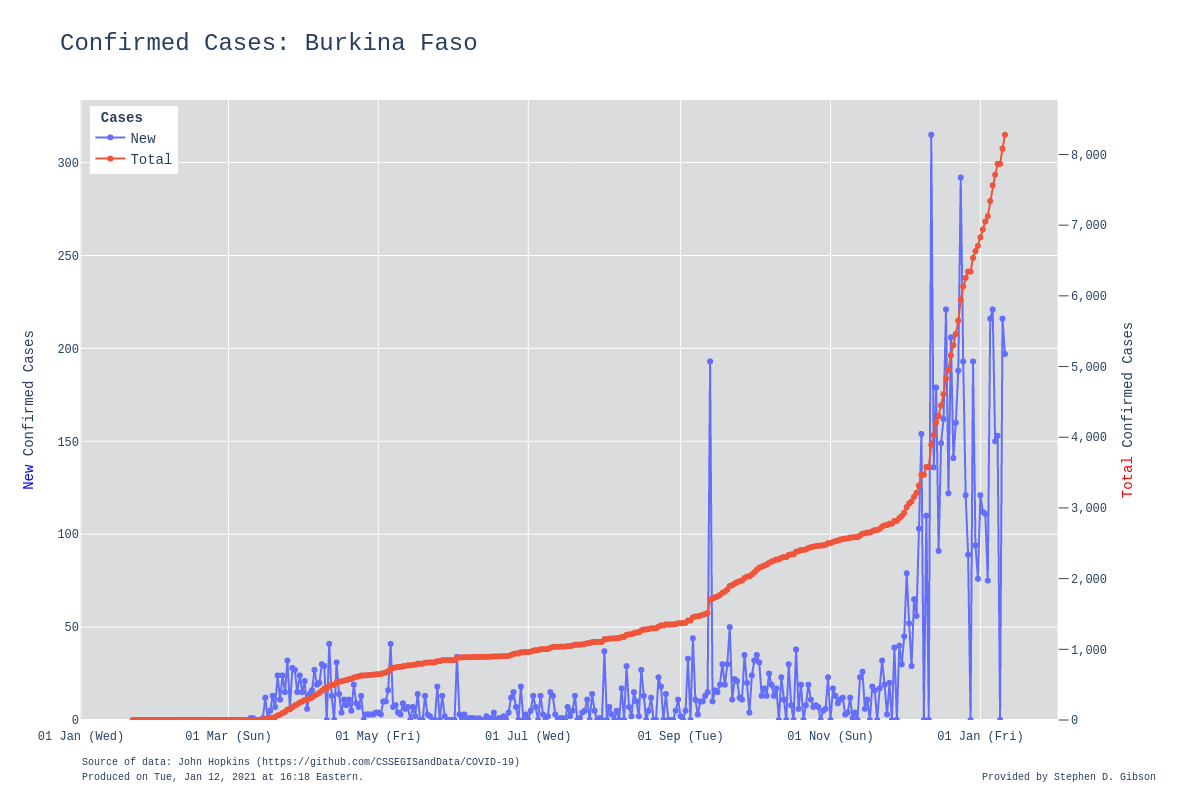 Confirmed Cases: Burkina Faso
Cases
New
Total
300
250
200
150
100
50
0
8,000
7,000
6,000
5,000
4,000
3,000
2,000
1,000
0
New Confirmed Cases
Total Confirmed Cases
01 Jan (Wed) 01 Mar (Sun) 01 May (Fri) 01 Jul (Wed) 01 Sep (Tue) 01 Nov (Sun) 01 Jan (Fri)
Source of data: John Hopkins (https://github.com/CSSEGISandData/COVID-19)
Produced on Tue, Jan 12, 2021 at 16:18 Eastern.
Provided by Stephen D. Gibson